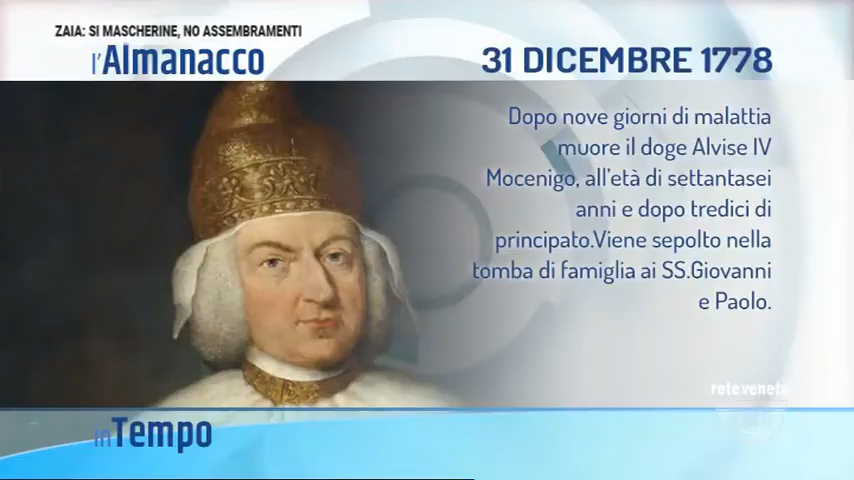 ZAIA: SI MASCHERINE, NO ASSEMBRAMENTI
l'Almanacco
31 DICEMBRE 1778
Dopo nove giorni di malattia
muore il doge Alvise IV
Mocenigo, all'età di settantasei
anni e dopo tredici di
principato.Viene sepolto nella
tomba di famiglia ai SS.Giovanni
e Paolo.
reteveneta
inTempo